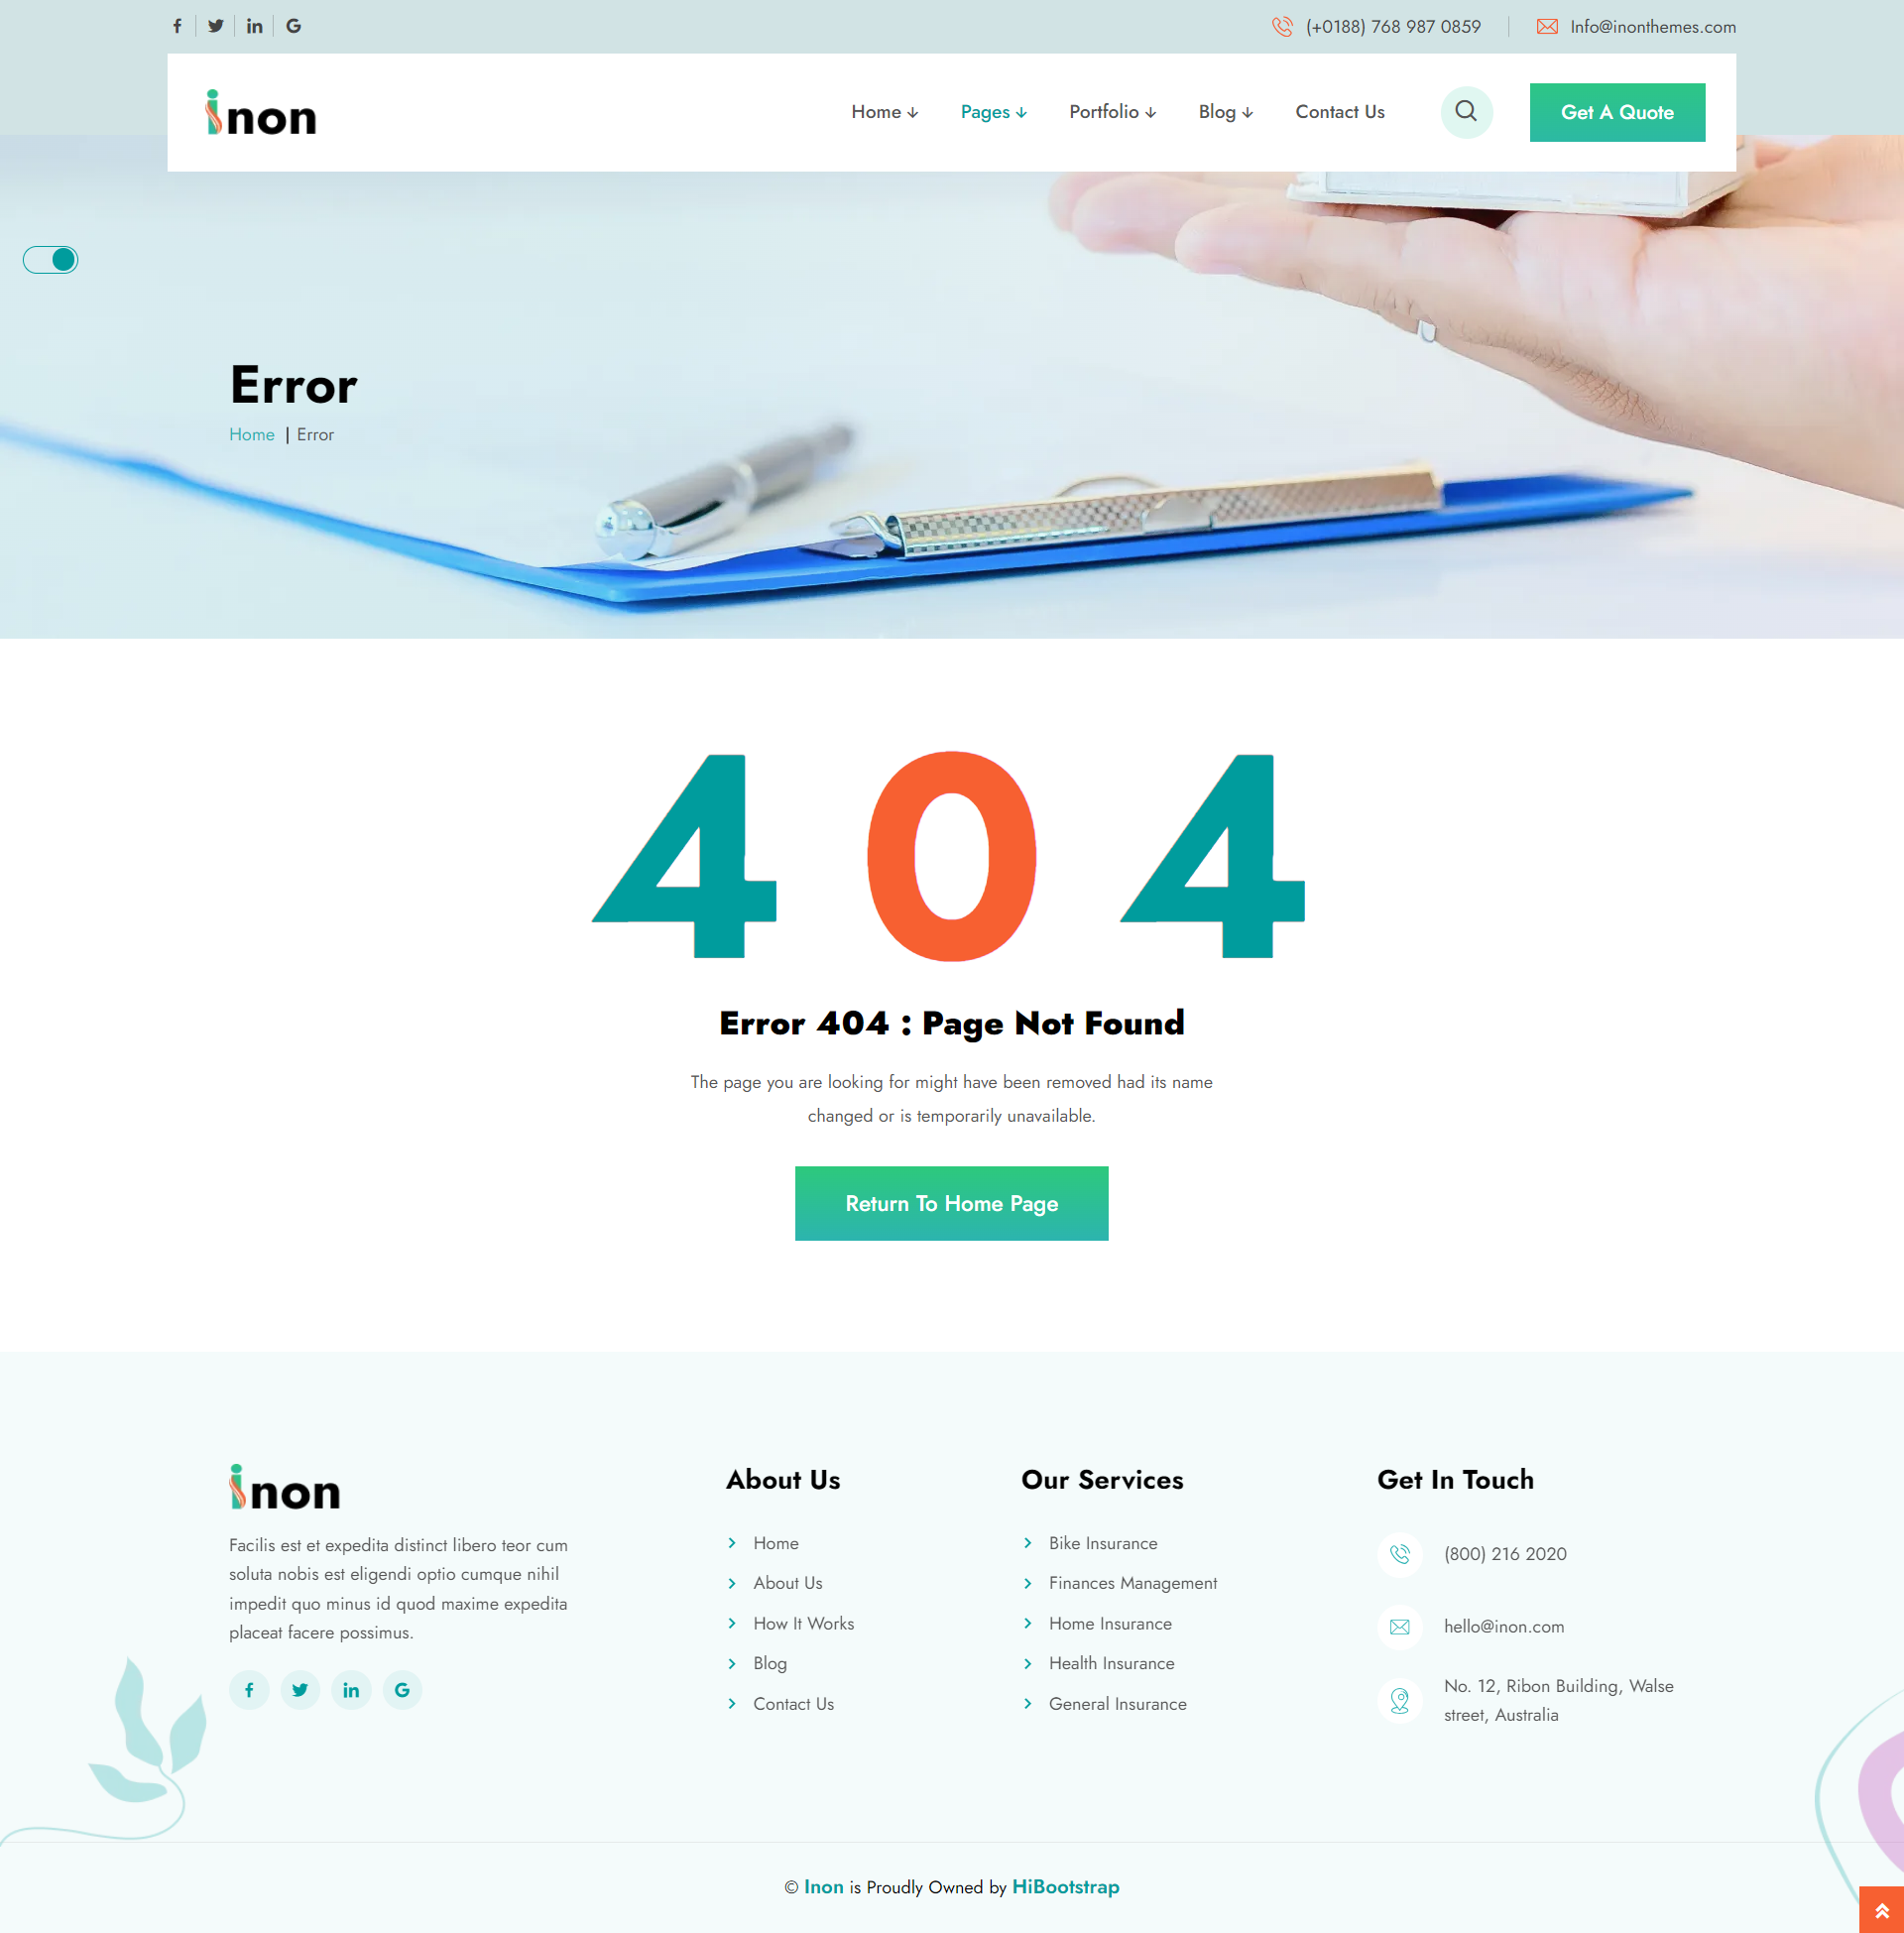 (+0188) 768 987 0859
Info@inonthemes.com
inon
Home
Pages
Portfolio
Blog
Contact Us
Get A Quote
Error
Home | Error
4 0 4
Error 404 : Page Not Found
The page you are looking for might have been removed had its name
changed or is temporarily unavailable.
Return To Home Page
inon
Facilis est et expedita distinct libero teor cum
soluta nobis est eligendi optio cumque nihil
impedit quo minus id quod maxime expedita
placeat facere possimus.
About Us
Home
About Us
How It Works
Blog
Contact Us
Our Services
Bike Insurance
Finances Management
Home Insurance
Health Insurance
General Insurance
Get In Touch
(800) 216 2020
hello@inon.com
No. 12, Ribon Building, Walse
street, Australia
© Inon is Proudly Owned by HiBootstrap